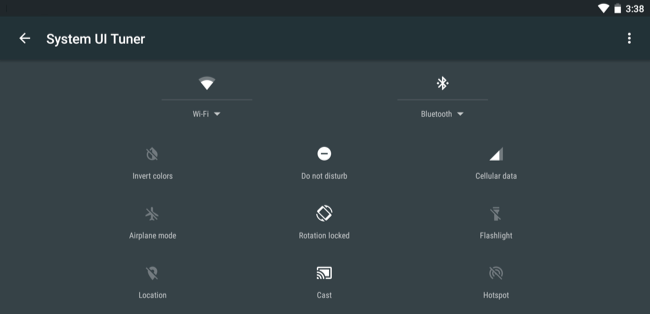 3:38
System UI Tuner
Wi-Fi
Bluetooth
Invert colors
Do not disturb
Cellular data
Airplane mode
Rotation locked
Flashlight
Location
Cast
Hotspot